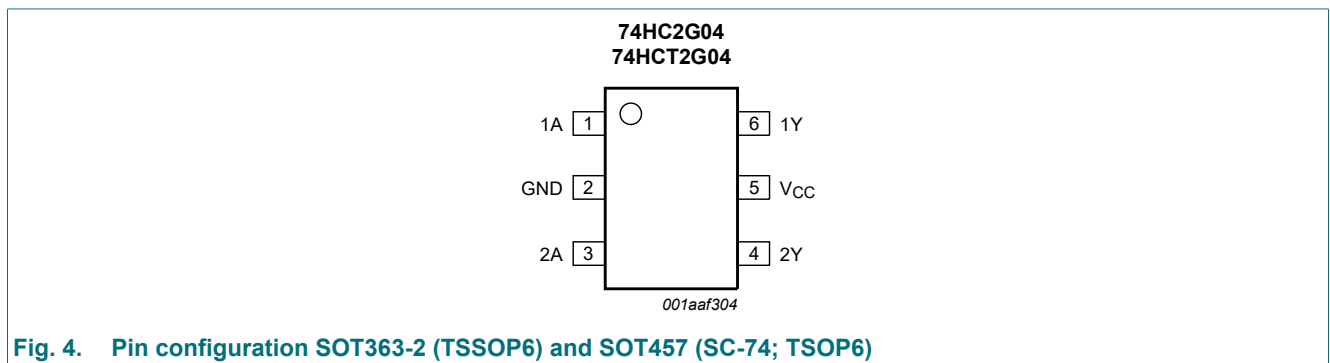 74HC2G04
74HCT2G04
1A 1 6 1Y
GND 2 5 VCC
2A 3 4 2Y
001aaf304
Fig. 4. Pin configuration SOT363-2 (TSSOP6) and SOT457 (SC-74; TSOP6)